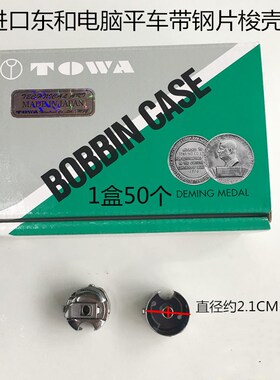 进口东和电脑平车带钢片梭壳
TOWA
MADE IN JAPAN
BOBBIN CASE
1盒50个
DEMING MEDAL
直径约2.1CM